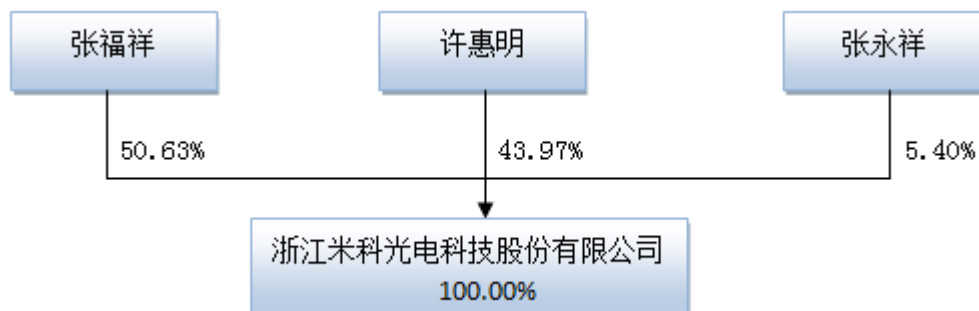 张福祥
许惠明
张永祥
50.63%
43.97%
5.40%
浙江米科光电科技股份有限公司
100.00%